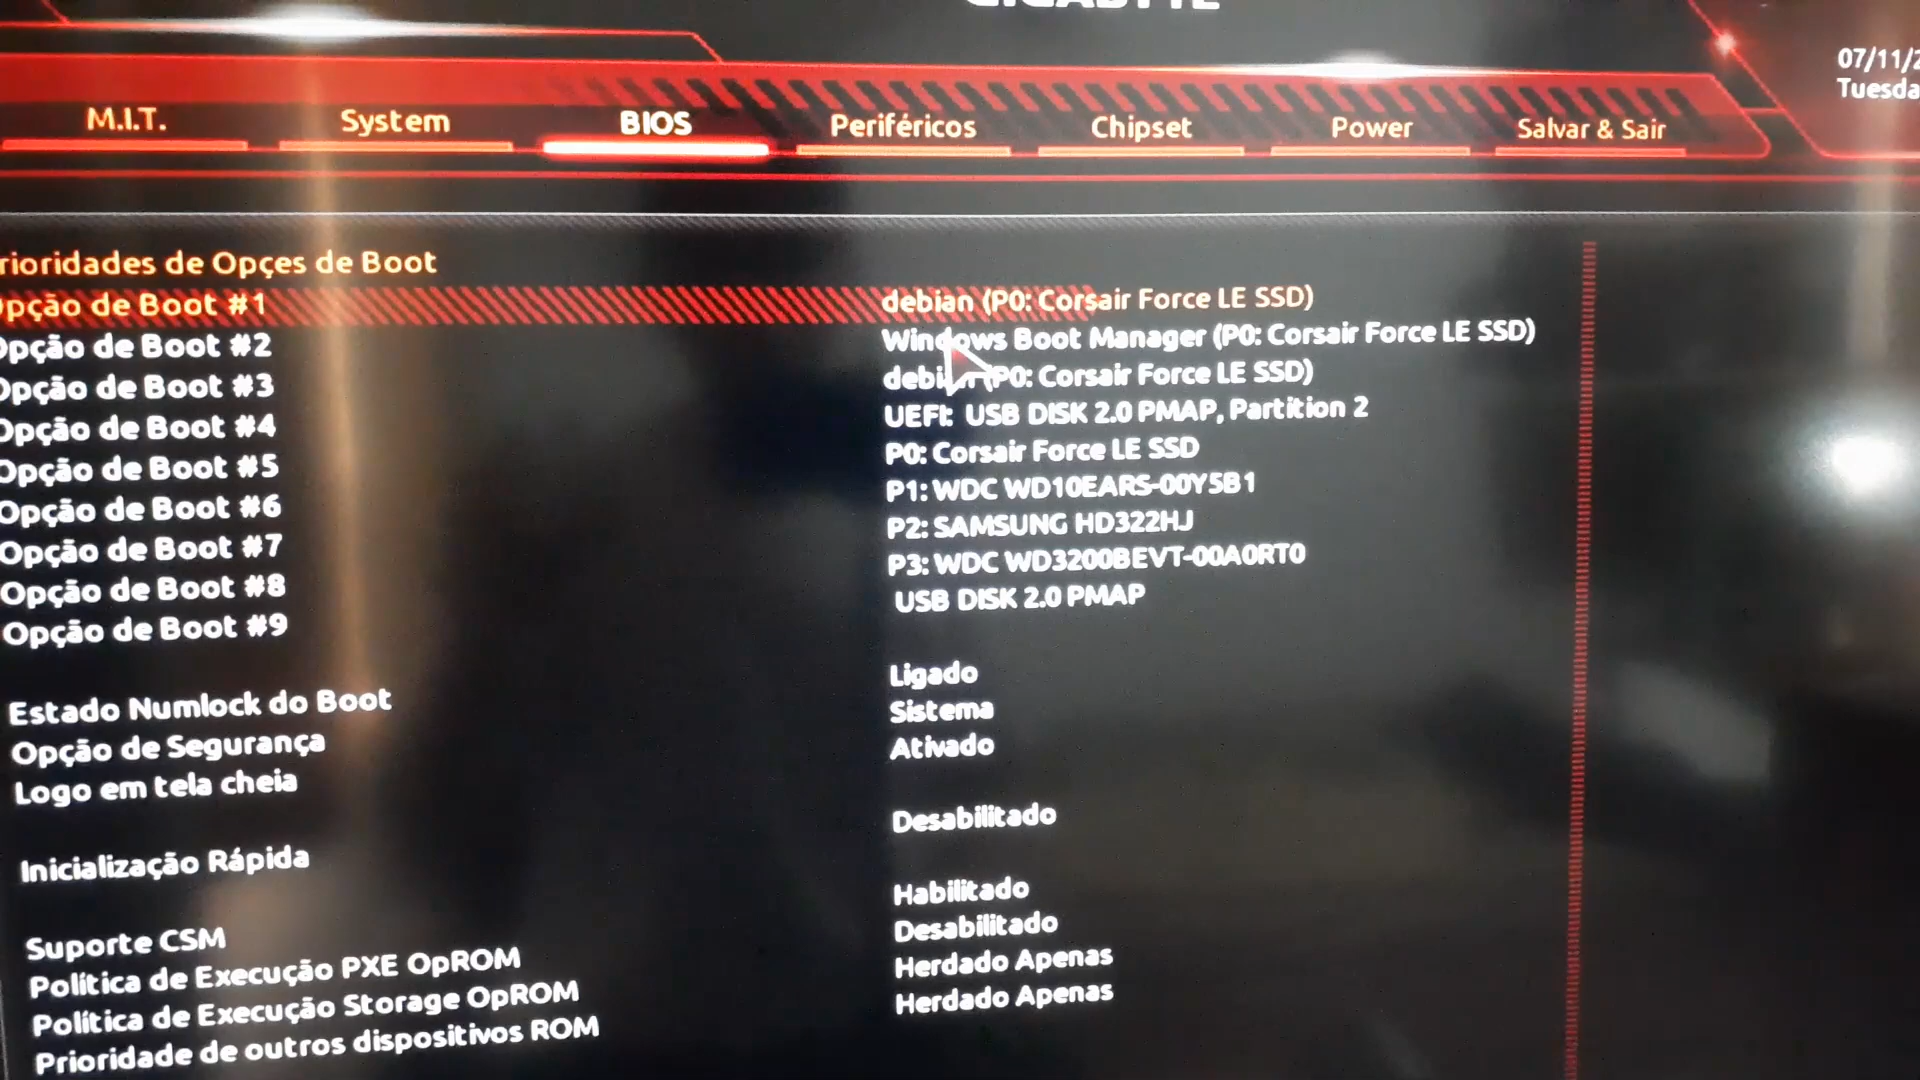 GIGABYTE
07/11/2
Tuesda
M.I.T. System BIOS Periféricos Chipset Power Salvar & Sair
rioridades de Opçes de Boot
pção de Boot #1 debian (P0: Corsair Force LE SSD)
Opção de Boot #2 Windows Boot Manager (P0: Corsair Force LE SSD)
Opção de Boot #3 debian (P0: Corsair Force LE SSD)
Opção de Boot #4 UEFI: USB DISK 2.0 PMAP, Partition 2
Opção de Boot #5 P0: Corsair Force LE SSD
Opção de Boot #6 P1: WDC WD10EARS-00Y5B1
Opção de Boot #7 P2: SAMSUNG HD322HJ
Opção de Boot #8 P3: WDC WD3200BEVT-00A0RT0
Opção de Boot #9 USB DISK 2.0 PMAP
Estado Numlock do Boot Ligado
Opção de Segurança Sistema
Logo em tela cheia Ativado
Inicialização Rápida Desabilitado
Suporte CSM Habilitado
Política de Execução PXE OpROM Desabilitado
Política de Execução Storage OpROM Herdado Apenas
Prioridade de outros dispositivos ROM Herdado Apenas